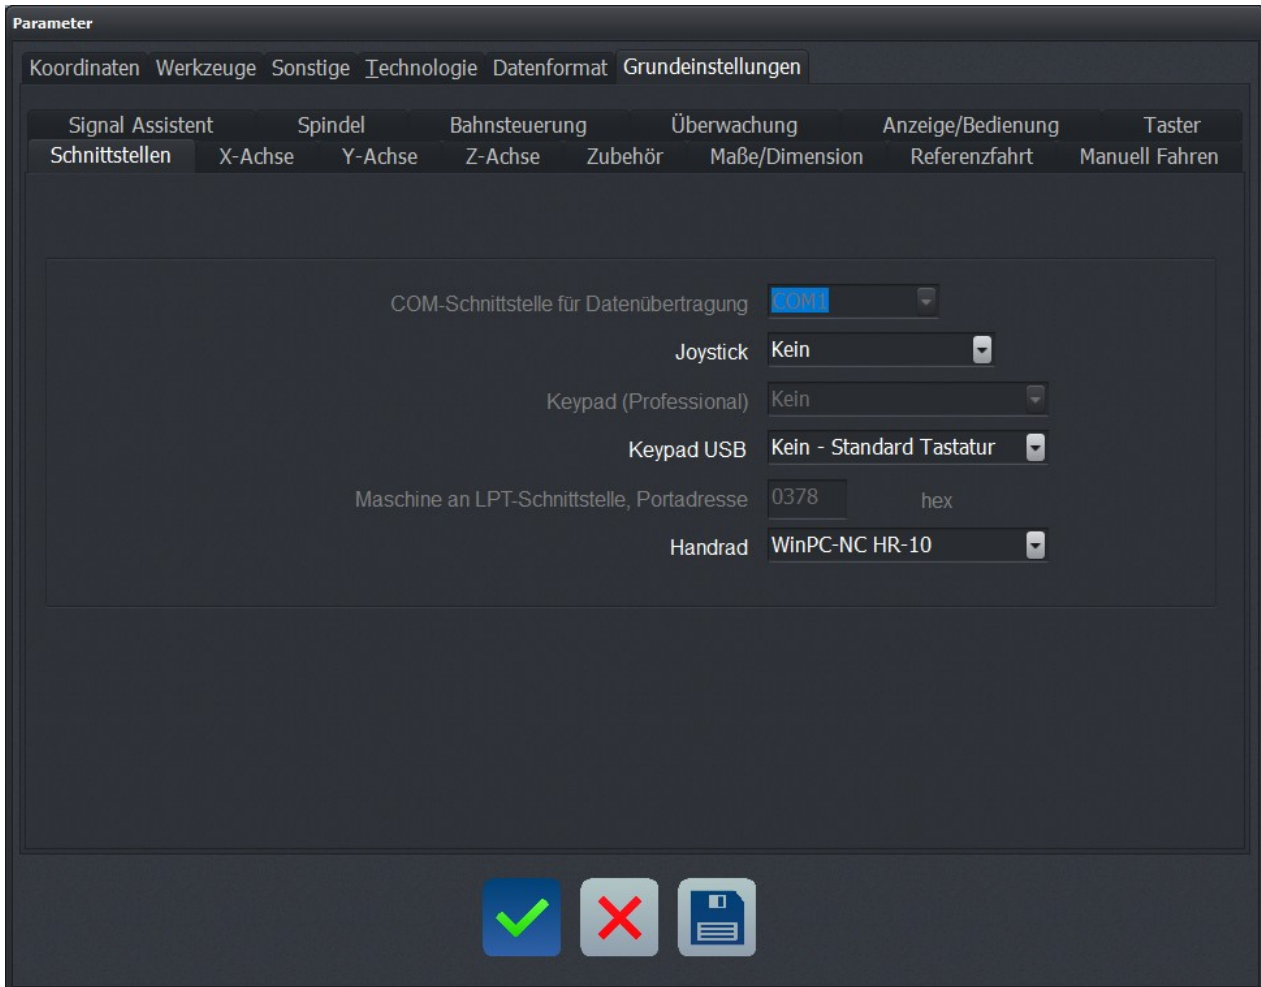 Parameter
Koordinaten Werkzeuge Sonstige Technologie Datenformat Grundeinstellungen
Signal Assistent Spindel Bahnsteuerung Überwachung Anzeige/Bedienung Taster
Schnittstellen X-Achse Y-Achse Z-Achse Zubehör Maße/Dimension Referenzfahrt Manuell Fahren
COM-Schnittstelle für Datenübertragung COM1
Joystick Kein
Keypad (Professional) Kein
Keypad USB Kein - Standard Tastatur
Maschine an LPT-Schnittstelle, Portadresse 0378 hex
Handrad WinPC-NC HR-10